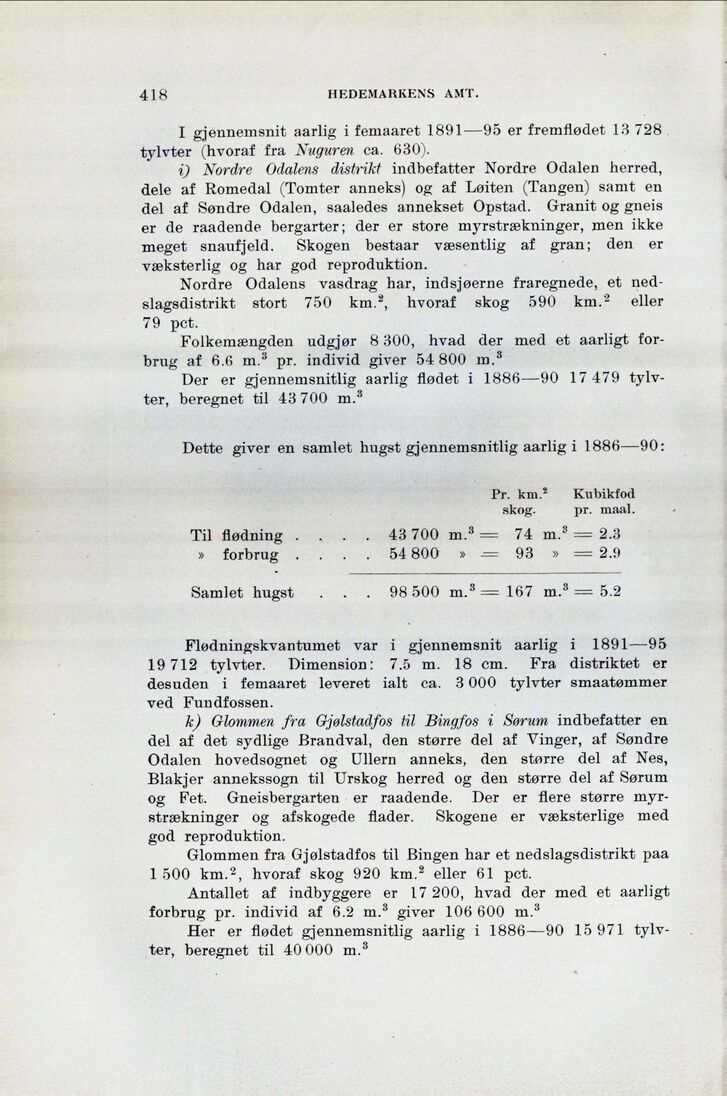 418 HEDEMARKENS AMT.
I gjennemsnit aarlig i femaaret 1891—95 er fremflødet 13 728
tylvter (hvoraf fra Nuguren ca. 630).
i) Nordre Odalens distrikt indbefatter Nordre Odalen herred,
dele af Romedal (Tomter anneks) og af Løiten (Tangen) samt en
del af Søndre Odalen, saaledes annekset Opstad. Granit og gneis
er de raadende bergarter; der er store myrstrækninger, men ikke
meget snaufjeld. Skogen bestaar væsentlig af gran; den er
væksterlig og har god reproduktion.
Nordre Odalens vasdrag har, indsjøerne fraregnede, et ned-
slagsdistrikt stort 750 km.², hvoraf skog 590 km.² eller
79 pct.
Folkemængden udgjør 8 300, hvad der med et aarligt for-
brug af 6.6 m.³ pr. individ giver 54 800 m.³
Der er gjennemsnitlig aarlig flødet i 1886—90 17 479 tylv-
ter, beregnet til 43 700 m.³
Dette giver en samlet hugst gjennemsnitlig aarlig i 1886—90:
Pr. km.² Kubikfod
skog. pr. maal.
Til flødning . . . . 43 700 m.³ = 74 m.³ = 2.3
» forbrug . . . . 54 800 » = 93 » = 2.9
Samlet hugst . . . 98 500 m.³ = 167 m.³ = 5.2
Flødningskvantumet var i gjennemsnit aarlig i 1891—95
19 712 tylvter. Dimension: 7.5 m. 18 cm. Fra distriktet er
desuden i femaaret leveret ialt ca. 3 000 tylvter smaatømmer
ved Fundfossen.
k) Glommen fra Gjølstadfos til Bingfos i Sørum indbefatter en
del af det sydlige Brandval, den større del af Vinger, af Søndre
Odalen hovedsognet og Ullern anneks, den større del af Nes,
Blakjer annekssogn til Urskog herred og den større del af Sørum
og Fet. Gneisbergarten er raadende. Der er flere større myr-
strækninger og afskogede flader. Skogene er væksterlige med
god reproduktion.
Glommen fra Gjølstadfos til Bingen har et nedslagsdistrikt paa
1 500 km.², hvoraf skog 920 km.² eller 61 pct.
Antallet af indbyggere er 17 200, hvad der med et aarligt
forbrug pr. individ af 6.2 m.³ giver 106 600 m.³
Her er flødet gjennemsnitlig aarlig i 1886—90 15 971 tylv-
ter, beregnet til 40 000 m.³